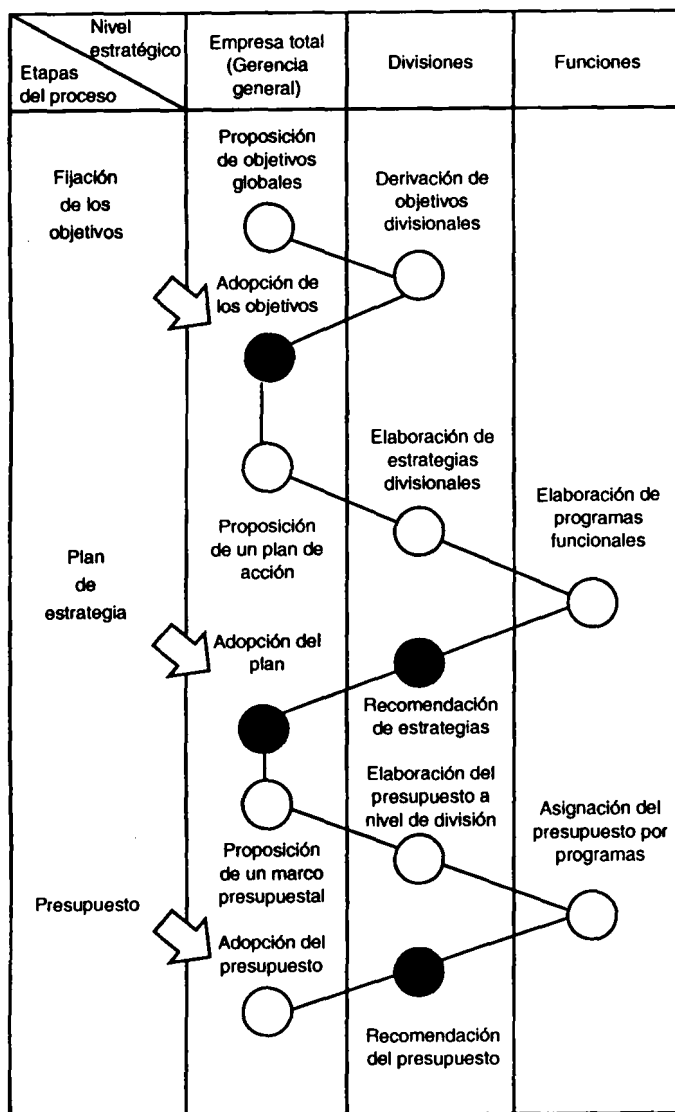 Nivel
estratégico
Etapas
del proceso
Empresa total
(Gerencia
general)
Divisiones
Funciones
Fijación
de los
objetivos
Proposición
de objetivos
globales
Derivación de
objetivos
divisionales
Adopción de
los objetivos
Plan
de
estrategia
Proposición
de un plan de
acción
Elaboración de
estrategias
divisionales
Elaboración de
programas
funcionales
Adopción del
plan
Recomendación
de estrategias
Presupuesto
Proposición
de un marco
presupuestal
Elaboración del
presupuesto a
nivel de división
Asignación del
presupuesto por
programas
Adopción del
presupuesto
Recomendación
del presupuesto